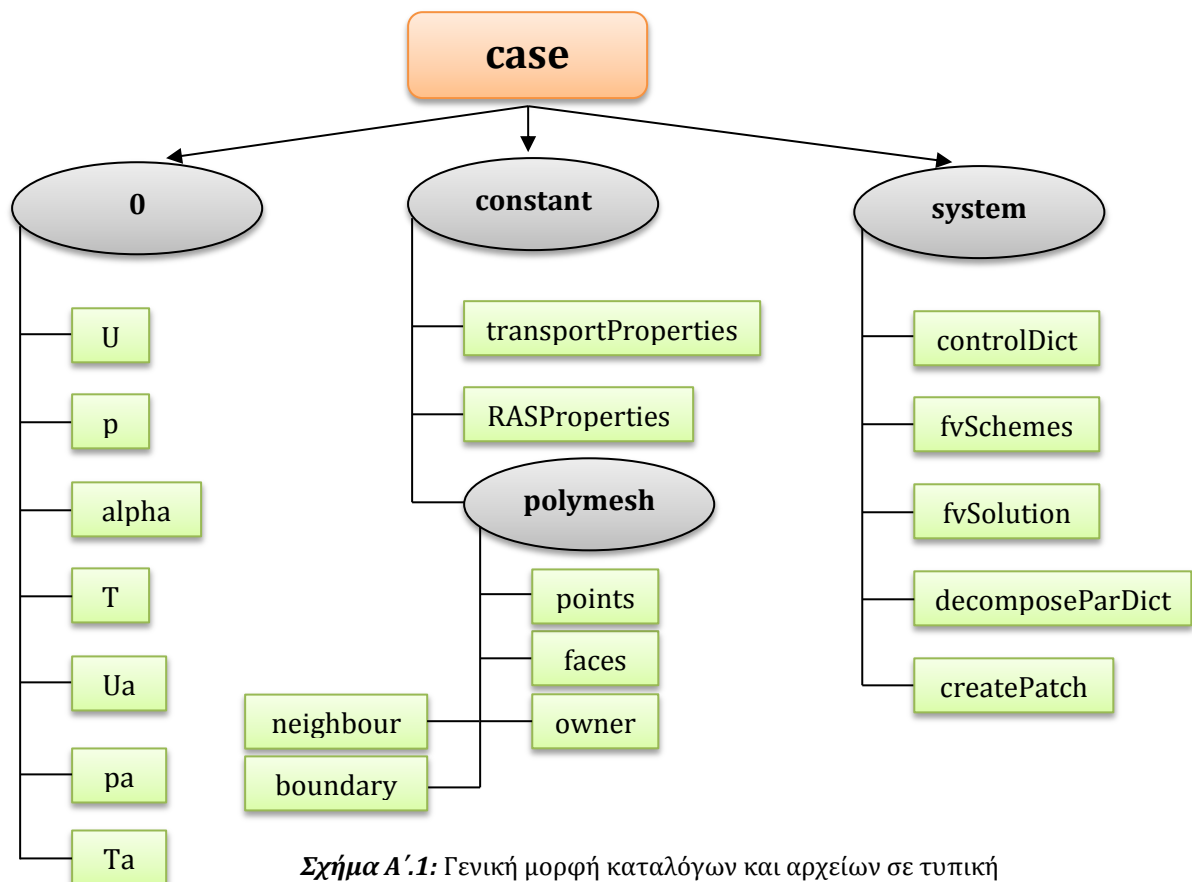 case
0
constant
system
U
p
alpha
T
Ua
pa
Ta
transportProperties
RASProperties
polymesh
points
faces
neighbour
owner
boundary
controlDict
fvSchemes
fvSolution
decomposeParDict
createPatch
Σχήμα Α΄.1: Γενική μορφή καταλόγων και αρχείων σε τυπική